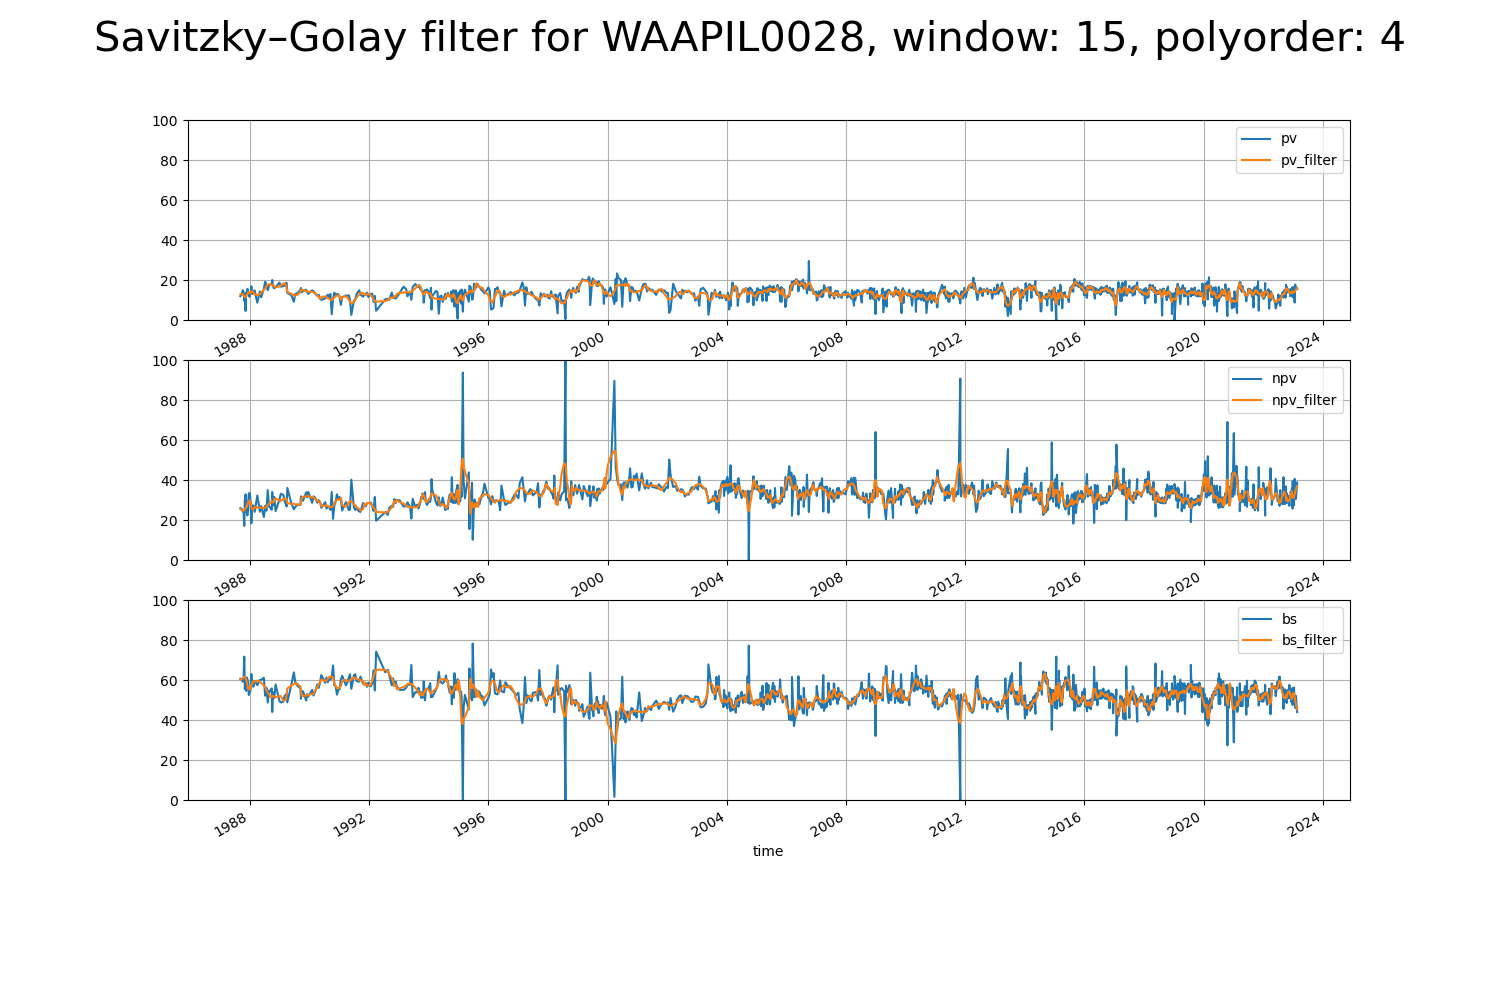 Savitzky–Golay filter for WAAPIL0028, window: 15, polyorder: 4
100
80
60
40
20
0
pv
pv_filter
1988 1992 1996 2000 2004 2008 2012 2016 2020 2024
100
80
60
40
20
0
npv
npv_filter
1988 1992 1996 2000 2004 2008 2012 2016 2020 2024
100
80
60
40
20
0
bs
bs_filter
1988 1992 1996 2000 2004 2008 2012 2016 2020 2024
time